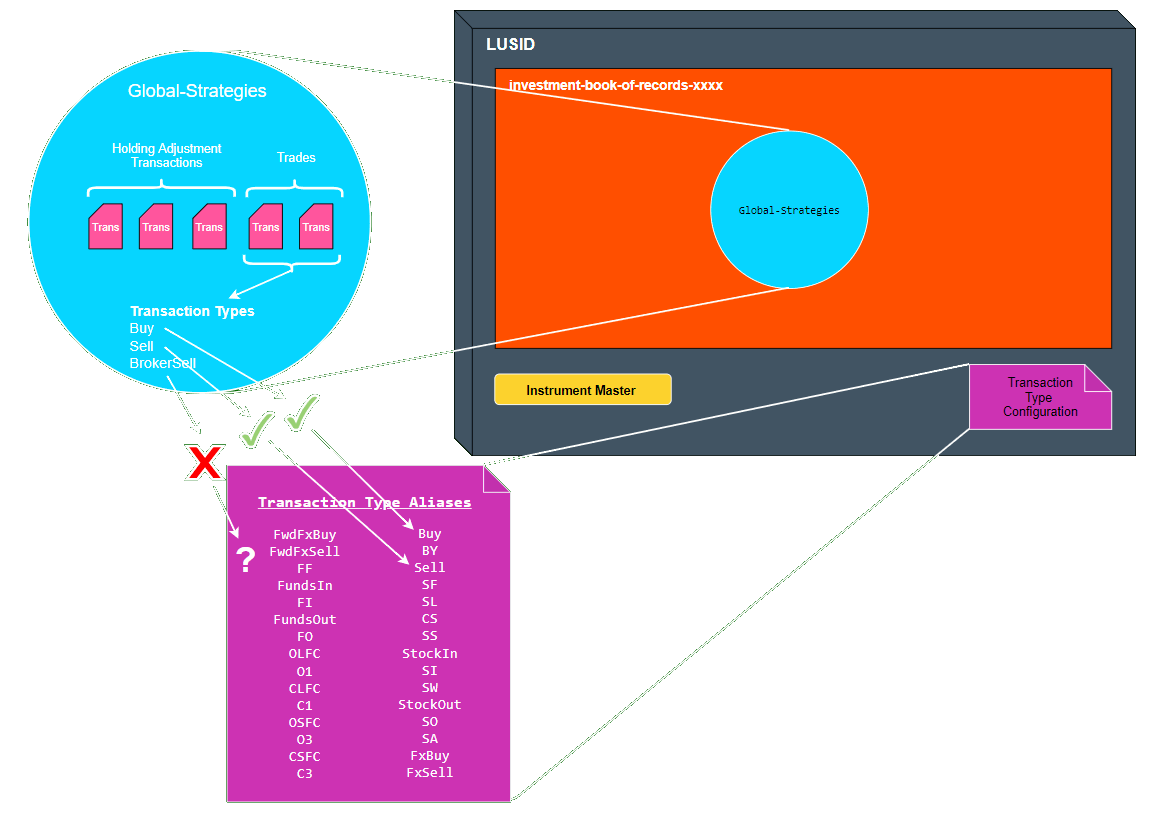 LUSID
investment-book-of-records-xxxx
Global-Strategies
Global-Strategies
Holding Adjustment
Transactions
Trades
Trans
Trans
Trans
Trans
Trans
Transaction Types
Buy
Sell
BrokerSell
Instrument Master
Transaction
Type
Configuration
X
Transaction Type Aliases
?
FwdFxBuy
FwdFxSell
FF
FundsIn
FI
FundsOut
FO
OLFC
O1
CLFC
C1
OSFC
O3
CSFC
C3
Buy
BY
Sell
SF
SL
CS
SS
StockIn
SI
SW
StockOut
SO
SA
FxBuy
FxSell